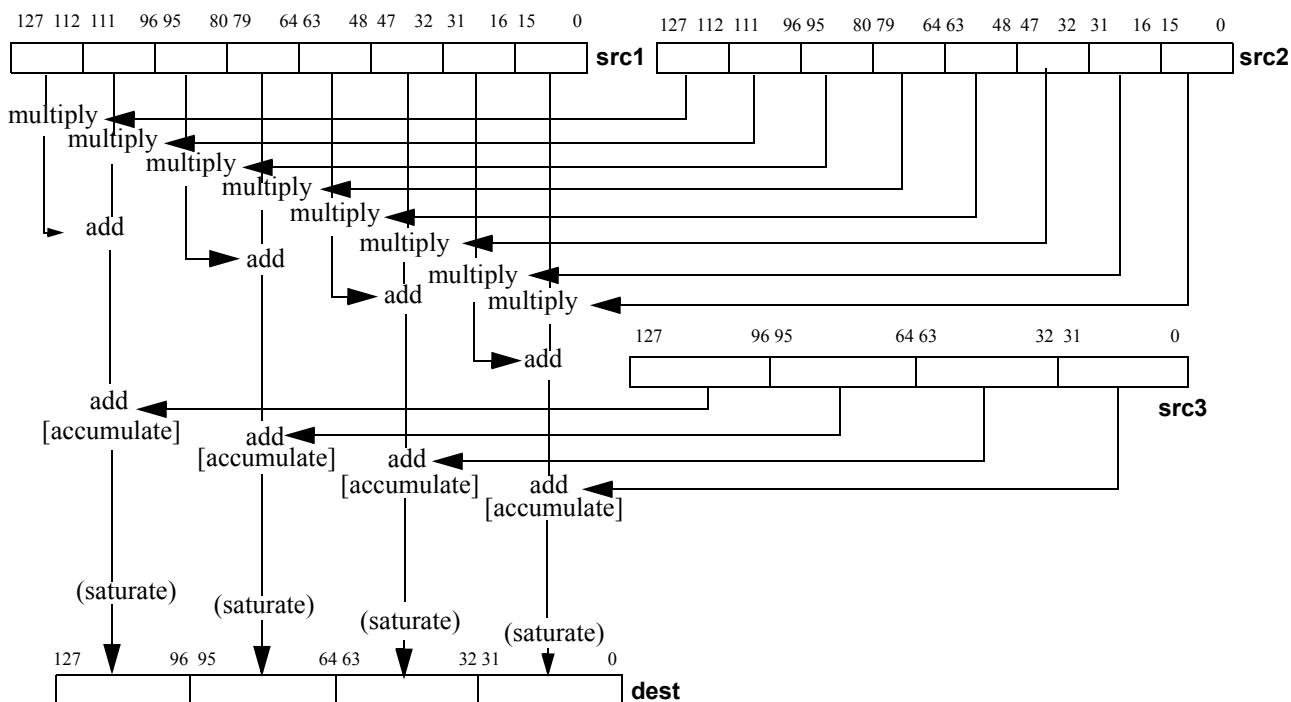 127 112 111 96 95 80 79 64 63 48 47 32 31 16 15 0
src1
127 112 111 96 95 80 79 64 63 48 47 32 31 16 15 0
src2
multiply
multiply
multiply
multiply
multiply
multiply
multiply
multiply
add
add
add
add
127 96 95 64 63 32 31 0
src3
add
[accumulate]
add
[accumulate]
add
[accumulate]
add
[accumulate]
(saturate)
(saturate)
(saturate)
(saturate)
127 96 95 64 63 32 31 0
dest